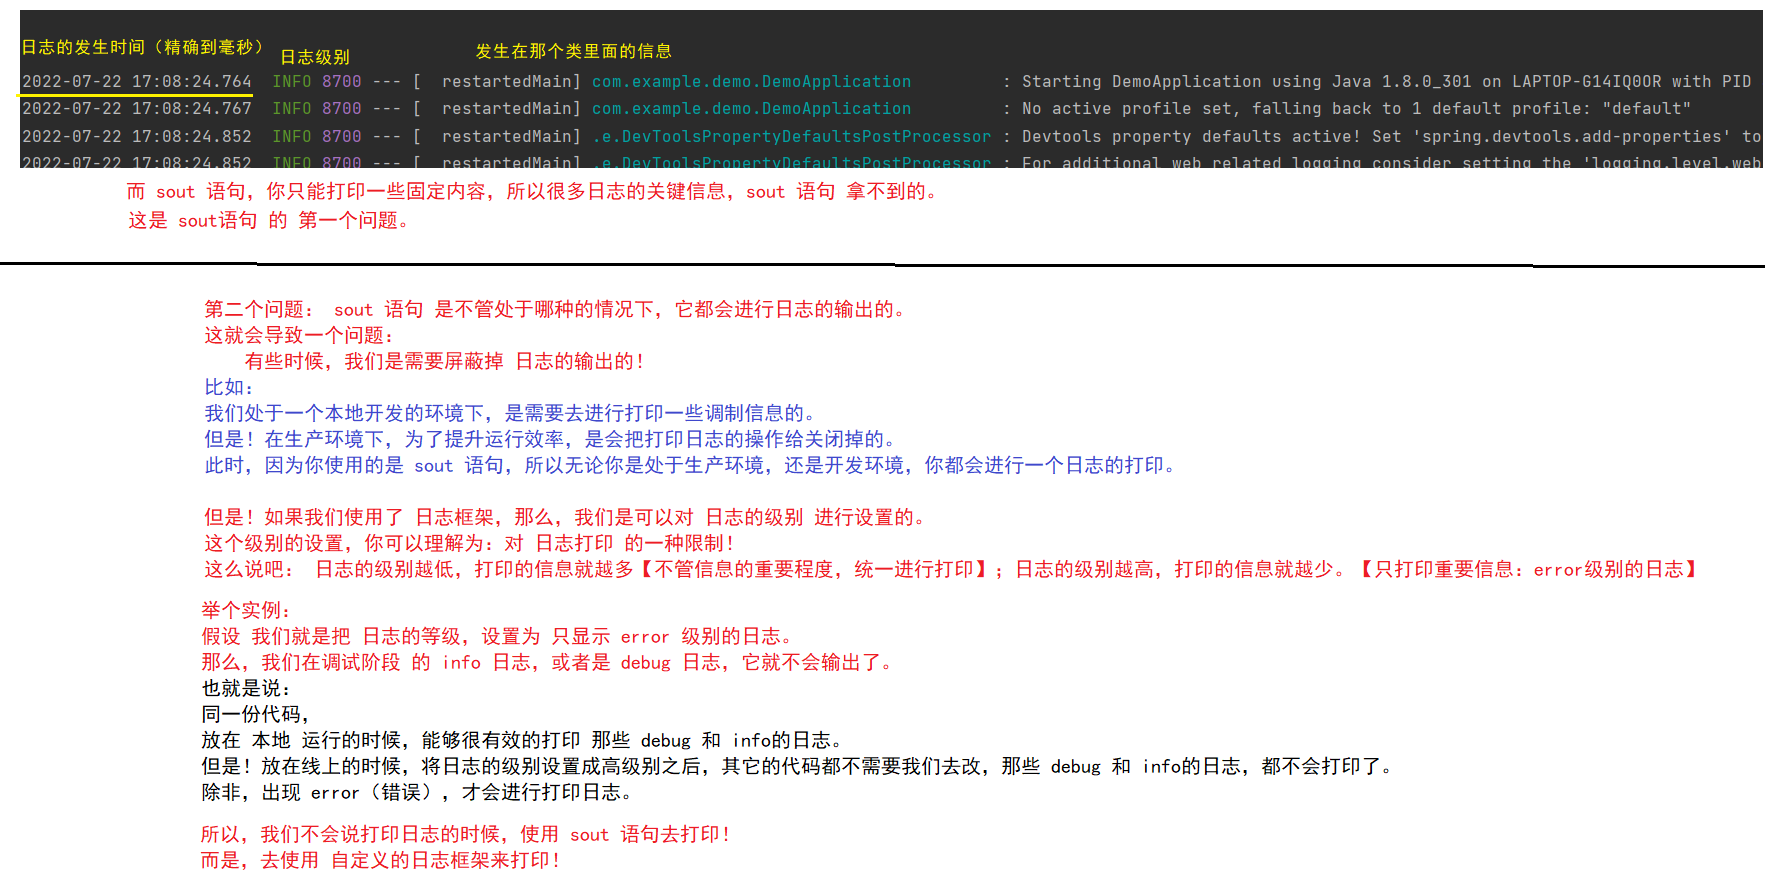 日志的发生时间（精确到毫秒）
日志级别
发生在那个类里面的信息
2022-07-22 17:08:24.764  INFO 8700 --- [  restartedMain] com.example.demo.DemoApplication         : Starting DemoApplication using Java 1.8.0_301 on LAPTOP-G14IQ0OR with PID
2022-07-22 17:08:24.767  INFO 8700 --- [  restartedMain] com.example.demo.DemoApplication         : No active profile set, falling back to 1 default profile: "default"
2022-07-22 17:08:24.852  INFO 8700 --- [  restartedMain] .e.DevToolsPropertyDefaultsPostProcessor : Devtools property defaults active! Set 'spring.devtools.add-properties' to
2022-07-22 17:08:24.852  INFO 8700 --- [  restartedMain] .e.DevToolsPropertyDefaultsPostProcessor : For additional web related logging consider setting the 'logging.level.web
而 sout 语句，你只能打印一些固定内容，所以很多日志的关键信息，sout 语句 拿不到的。
这是 sout语句 的 第一个问题。
第二个问题： sout 语句 是不管处于哪种的情况下，它都会进行日志的输出的。
这就会导致一个问题：
有些时候，我们是需要屏蔽掉 日志的输出的！
比如：
我们处于一个本地开发的环境下，是需要去进行打印一些调制信息的。
但是！在生产环境下，为了提升运行效率，是会把打印日志的操作给关闭掉的。
此时，因为你使用的是 sout 语句，所以无论你是处于生产环境，还是开发环境，你都会进行一个日志的打印。
但是！如果我们使用了 日志框架，那么，我们是可以对 日志的级别 进行设置的。
这个级别的设置，你可以理解为：对 日志打印 的一种限制！
这么说吧： 日志的级别越低，打印的信息就越多【不管信息的重要程度，统一进行打印】；日志的级别越高，打印的信息就越少。【只打印重要信息：error级别的日志】
举个实例：
假设 我们就是把 日志的等级，设置为 只显示 error 级别的日志。
那么，我们在调试阶段 的 info 日志，或者是 debug 日志，它就不会输出了。
也就是说：
同一份代码，
放在 本地 运行的时候，能够很有效的打印 那些 debug 和 info的日志。
但是！放在线上的时候，将日志的级别设置成高级别之后，其它的代码都不需要我们去改，那些 debug 和 info的日志，都不会打印了。
除非，出现 error（错误），才会进行打印日志。
所以，我们不会说打印日志的时候，使用 sout 语句去打印！
而是，去使用 自定义的日志框架来打印！